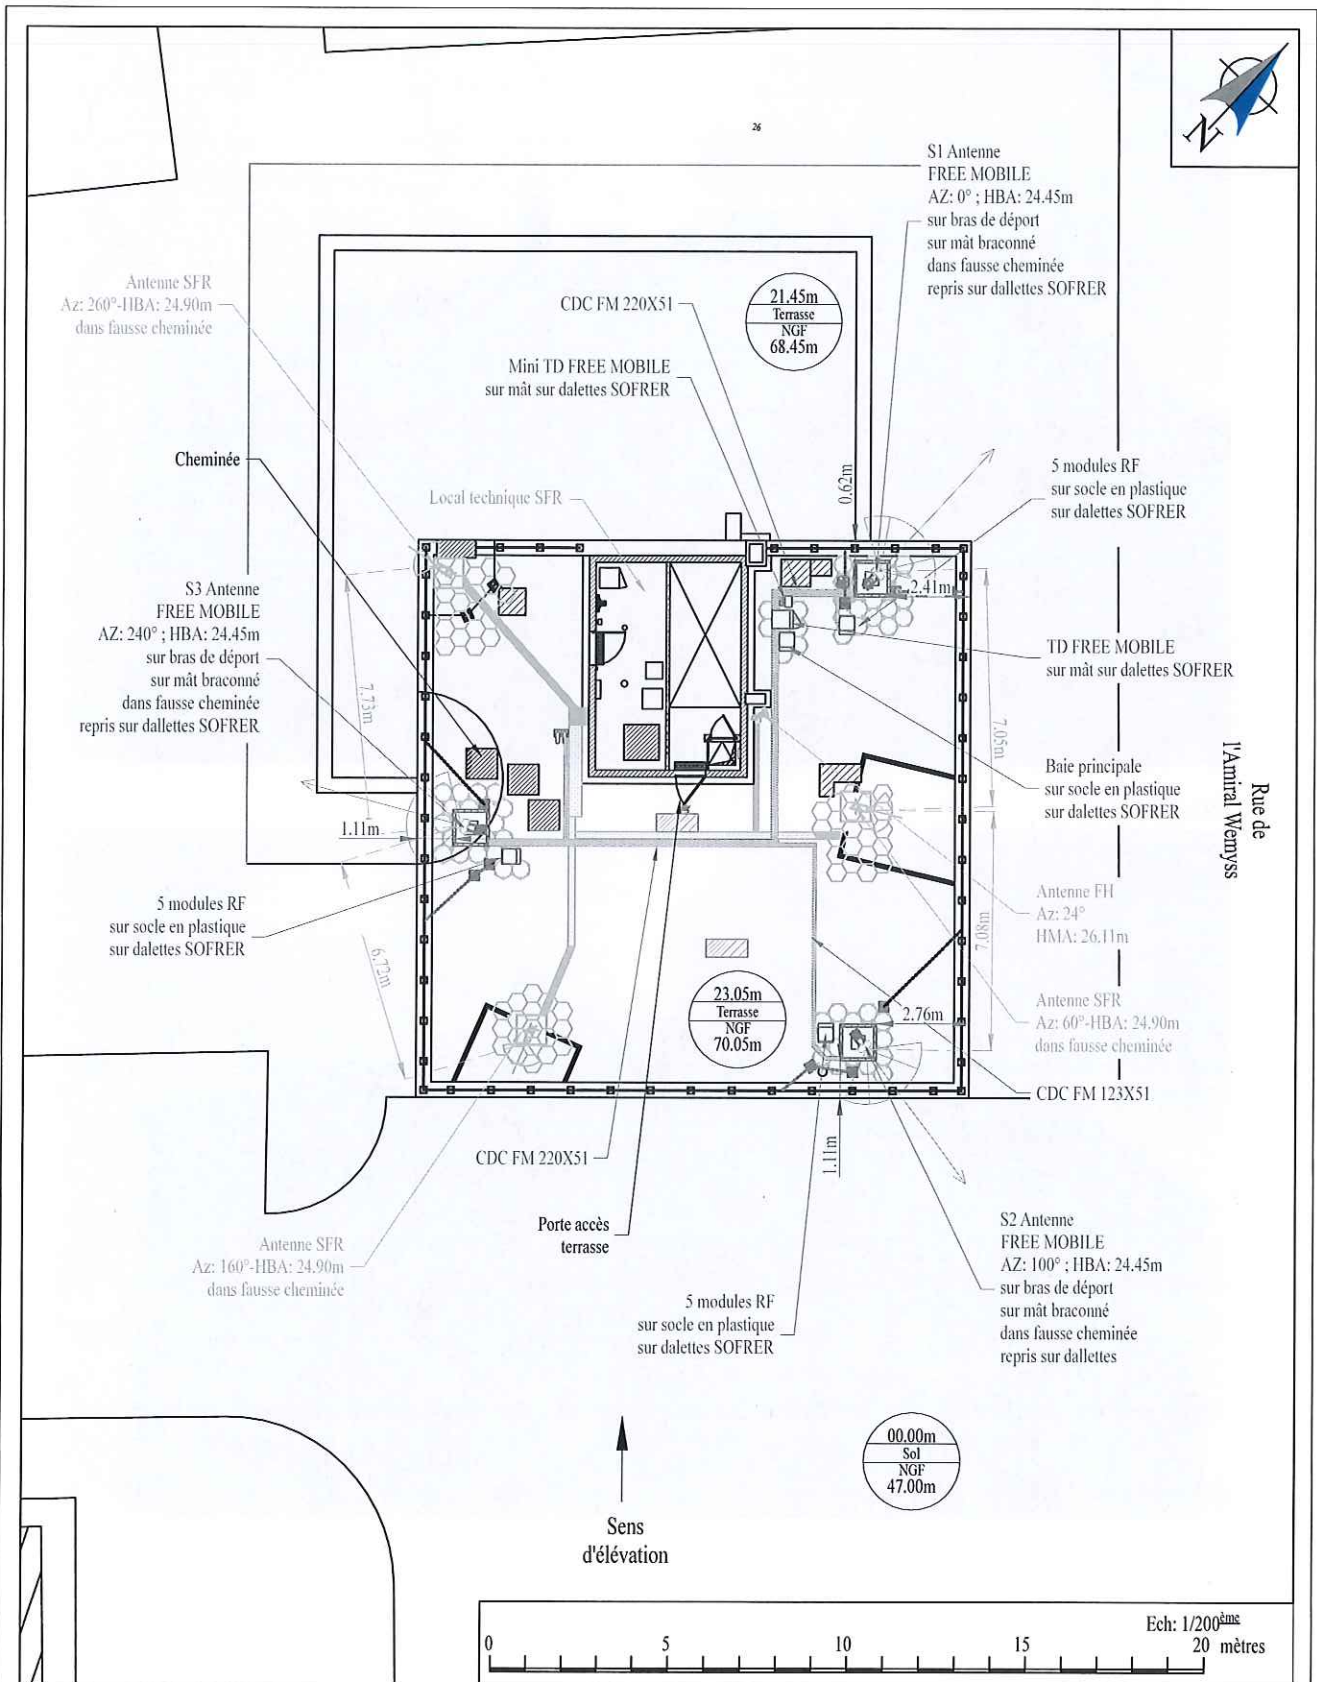 N
26
S1 Antenne
FREE MOBILE
AZ: 0° ; HBA: 24.45m
sur bras de déport
sur mât braconné
dans fausse cheminée
repris sur dallettes SOFRER
Antenne SFR
Az: 260°-HBA: 24.90m
dans fausse cheminée
CDC FM 220X51
21.45m
Terrasse
NGF
68.45m
Mini TD FREE MOBILE
sur mât sur dalettes SOFRER
Cheminée
Local technique SFR
0.62m
5 modules RF
sur socle en plastique
sur dalettes SOFRER
S3 Antenne
FREE MOBILE
AZ: 240° ; HBA: 24.45m
sur bras de déport
sur mât braconné
dans fausse cheminée
repris sur dallettes SOFRER
2.41m
TD FREE MOBILE
sur mât sur dalettes SOFRER
7.73m
7.05m
Baie principale
sur socle en plastique
sur dalettes SOFRER
Rue de
l'Amiral Wemyss
1.11m
5 modules RF
sur socle en plastique
sur dalettes SOFRER
Antenne FH
Az: 24°
HMA: 26.11m
7.08m
6.72m
23.05m
Terrasse
NGF
70.05m
2.76m
Antenne SFR
Az: 60°-HBA: 24.90m
dans fausse cheminée
CDC FM 123X51
CDC FM 220X51
1.11m
Porte accès
terrasse
Antenne SFR
Az: 160°-HBA: 24.90m
dans fausse cheminée
S2 Antenne
FREE MOBILE
AZ: 100° ; HBA: 24.45m
sur bras de déport
sur mât braconné
dans fausse cheminée
repris sur dallettes
5 modules RF
sur socle en plastique
sur dalettes SOFRER
00.00m
Sol
NGF
47.00m
Sens
d'élévation
Ech: 1/200ème
0 5 10 15 20 mètres